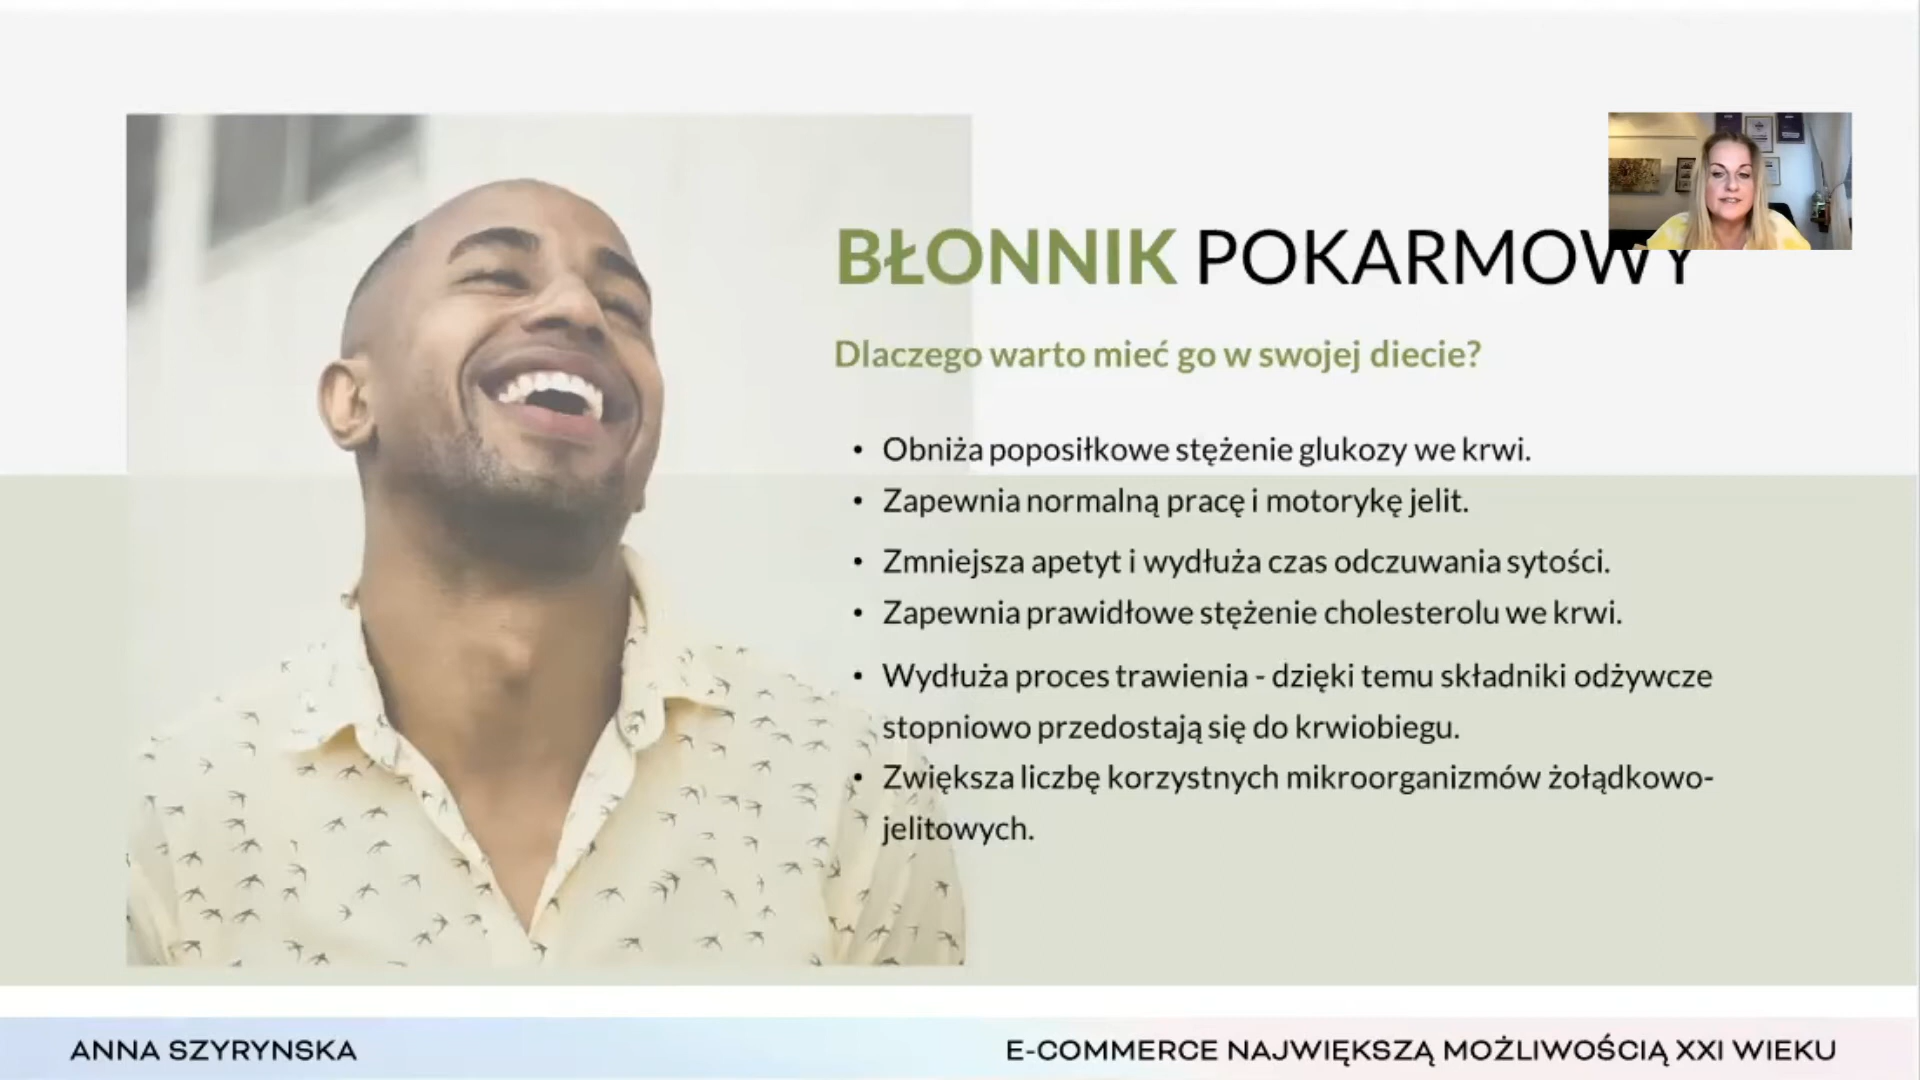 BŁONNIK POKARMOWY
Dlaczego warto mieć go w swojej diecie?
• Obniża poposiłkowe stężenie glukozy we krwi.
• Zapewnia normalną pracę i motorykę jelit.
• Zmniejsza apetyt i wydłuża czas odczuwania sytości.
• Zapewnia prawidłowe stężenie cholesterolu we krwi.
• Wydłuża proces trawienia - dzięki temu składniki odżywcze
stopniowo przedostają się do krwiobiegu.
• Zwiększa liczbę korzystnych mikroorganizmów żołądkowo-
jelitowych.
ANNA SZYRYNSKA
E-COMMERCE NAJWIĘKSZĄ MOŻLIWOŚCIĄ XXI WIEKU